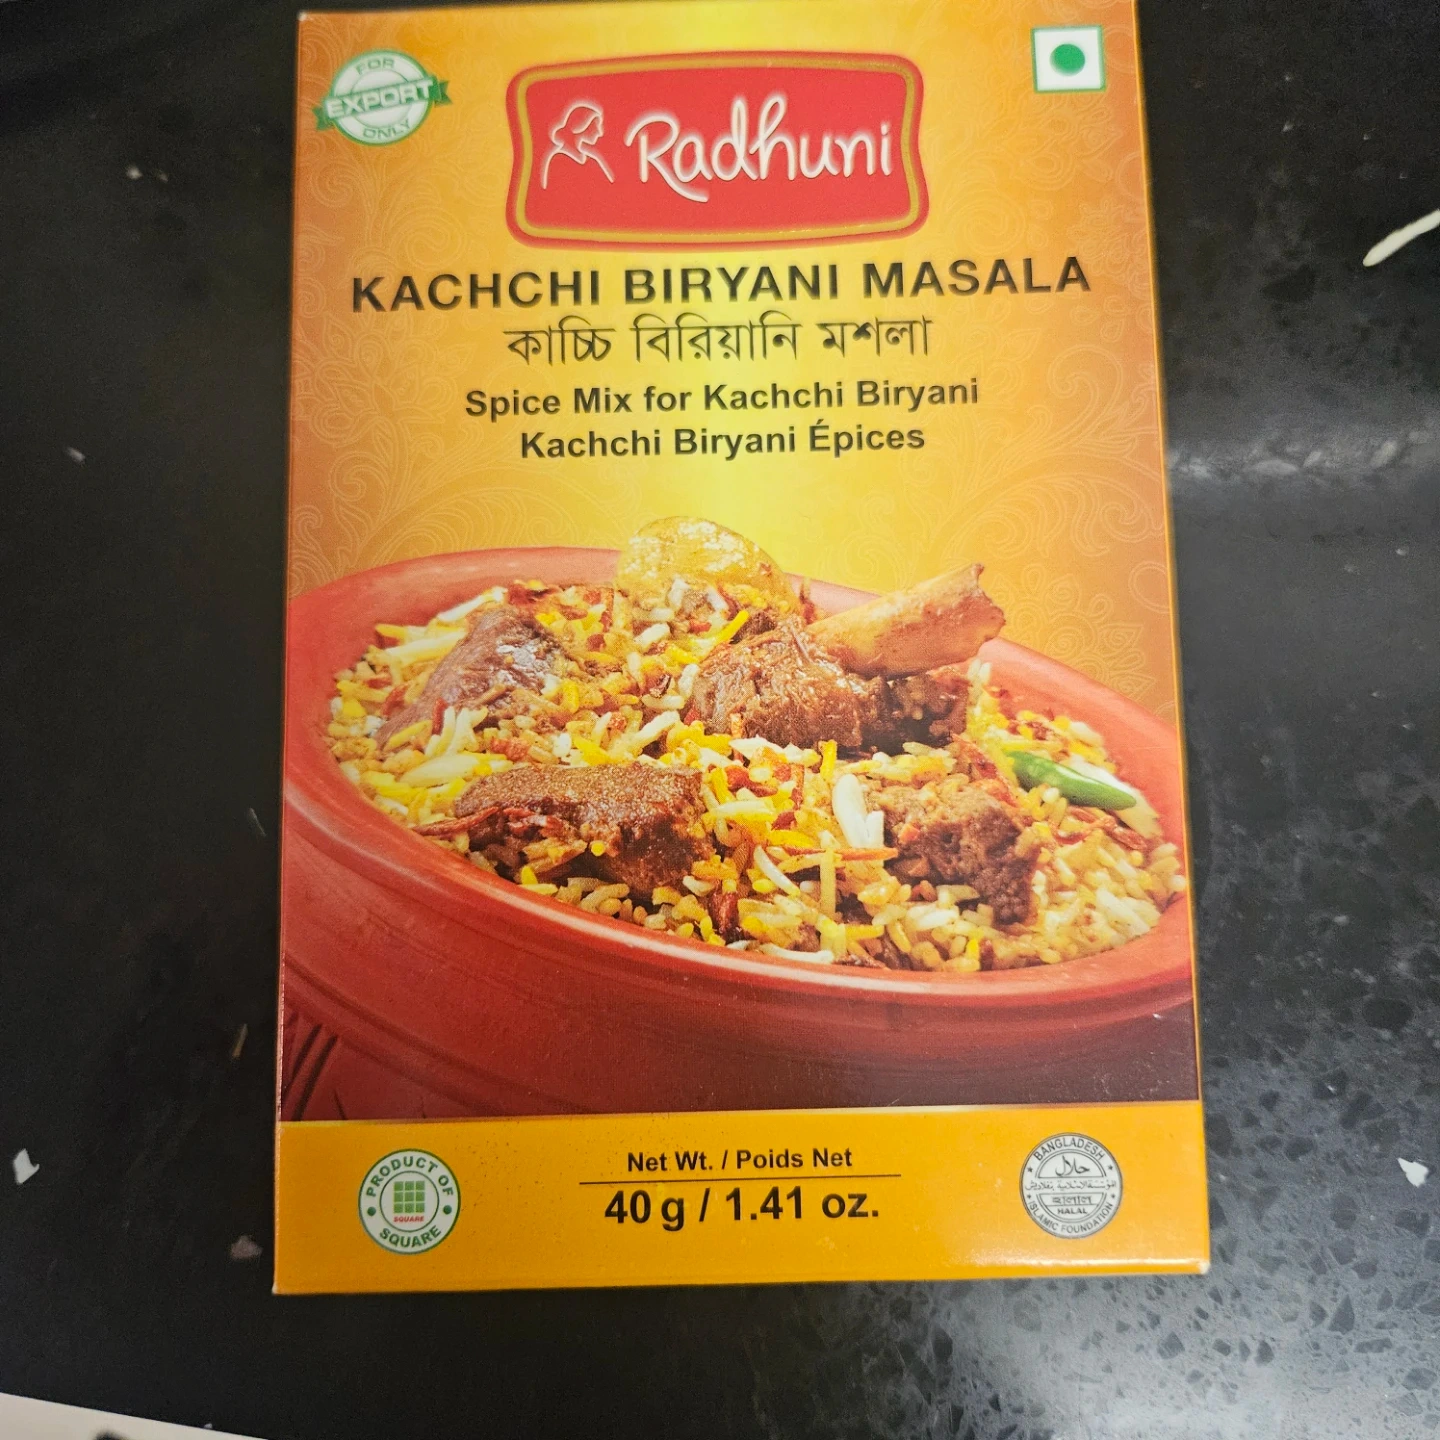 FOR
EXPORT
ONLY
Radhuni
KACHCHI BIRYANI MASALA
কাচ্চি বিরিয়ানি মশলা
Spice Mix for Kachchi Biryani
Kachchi Biryani Épices
Net Wt. / Poids Net
40 g / 1.41 oz.
PRODUCT OF
SQUARE
SQUARE
BANGLADESH
حلال
হালাল
HALAL
ISLAMIC FOUNDATION